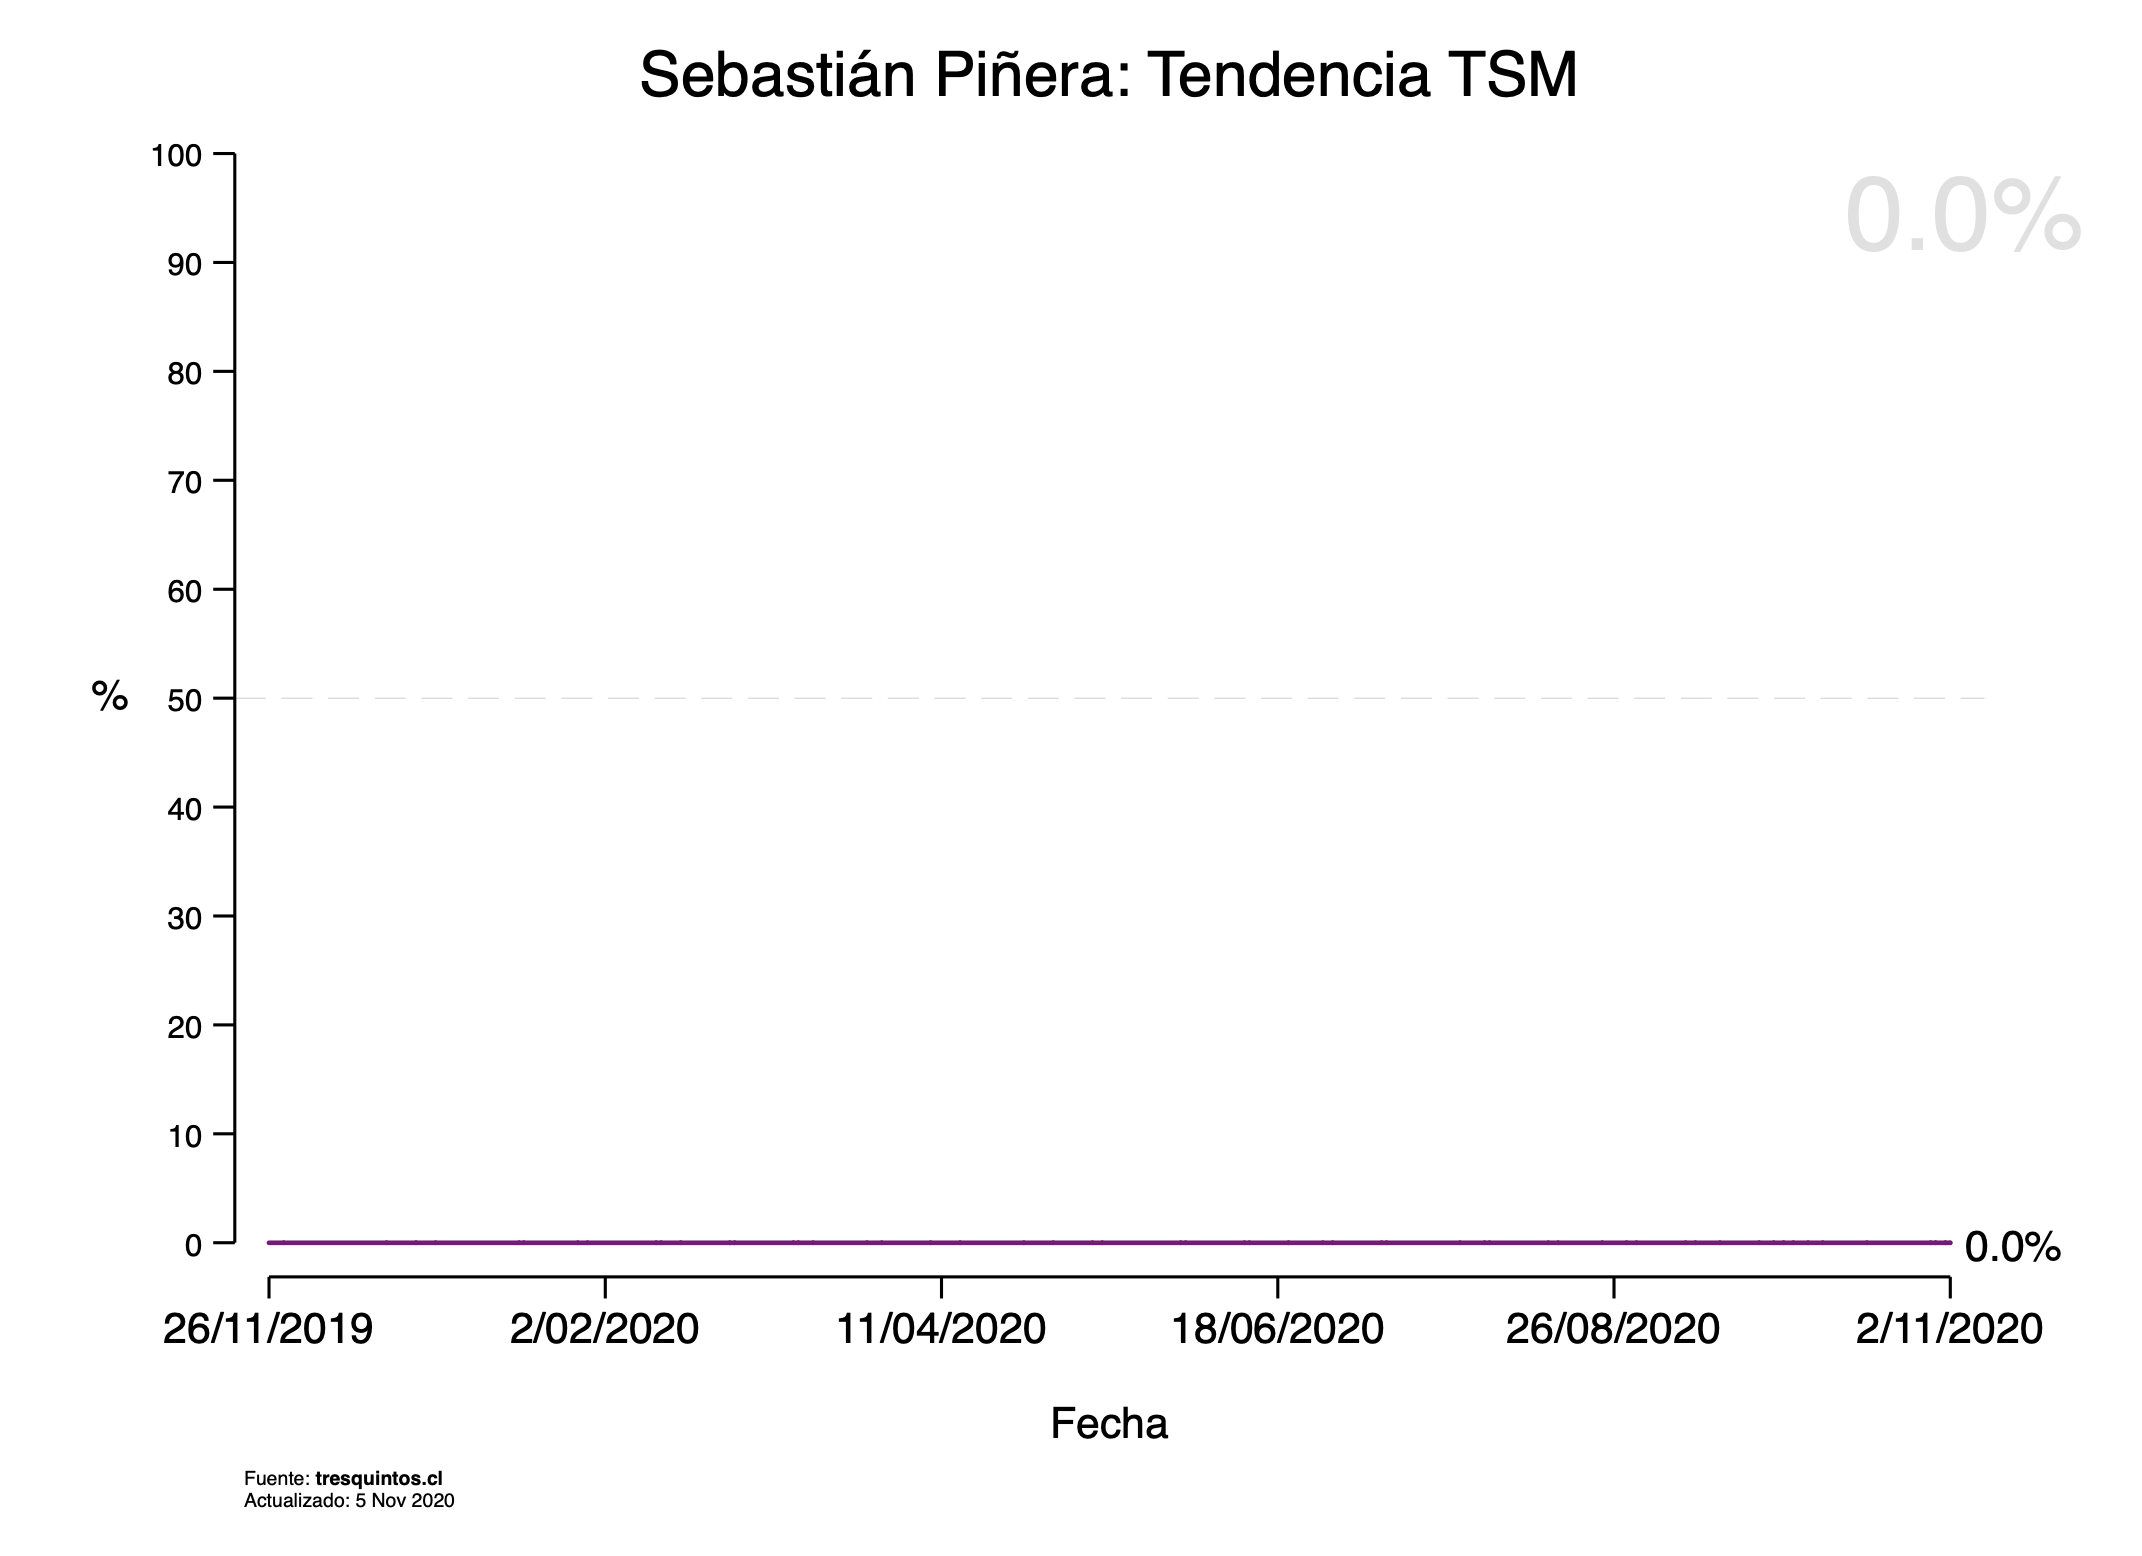 Sebastián Piñera: Tendencia TSM
100
0.0%
90
80
70
60
% 50
40
30
20
10
0
0.0%
26/11/2019 2/02/2020 11/04/2020 18/06/2020 26/08/2020 2/11/2020
Fecha
Fuente: tresquintos.cl
Actualizado: 5 Nov 2020